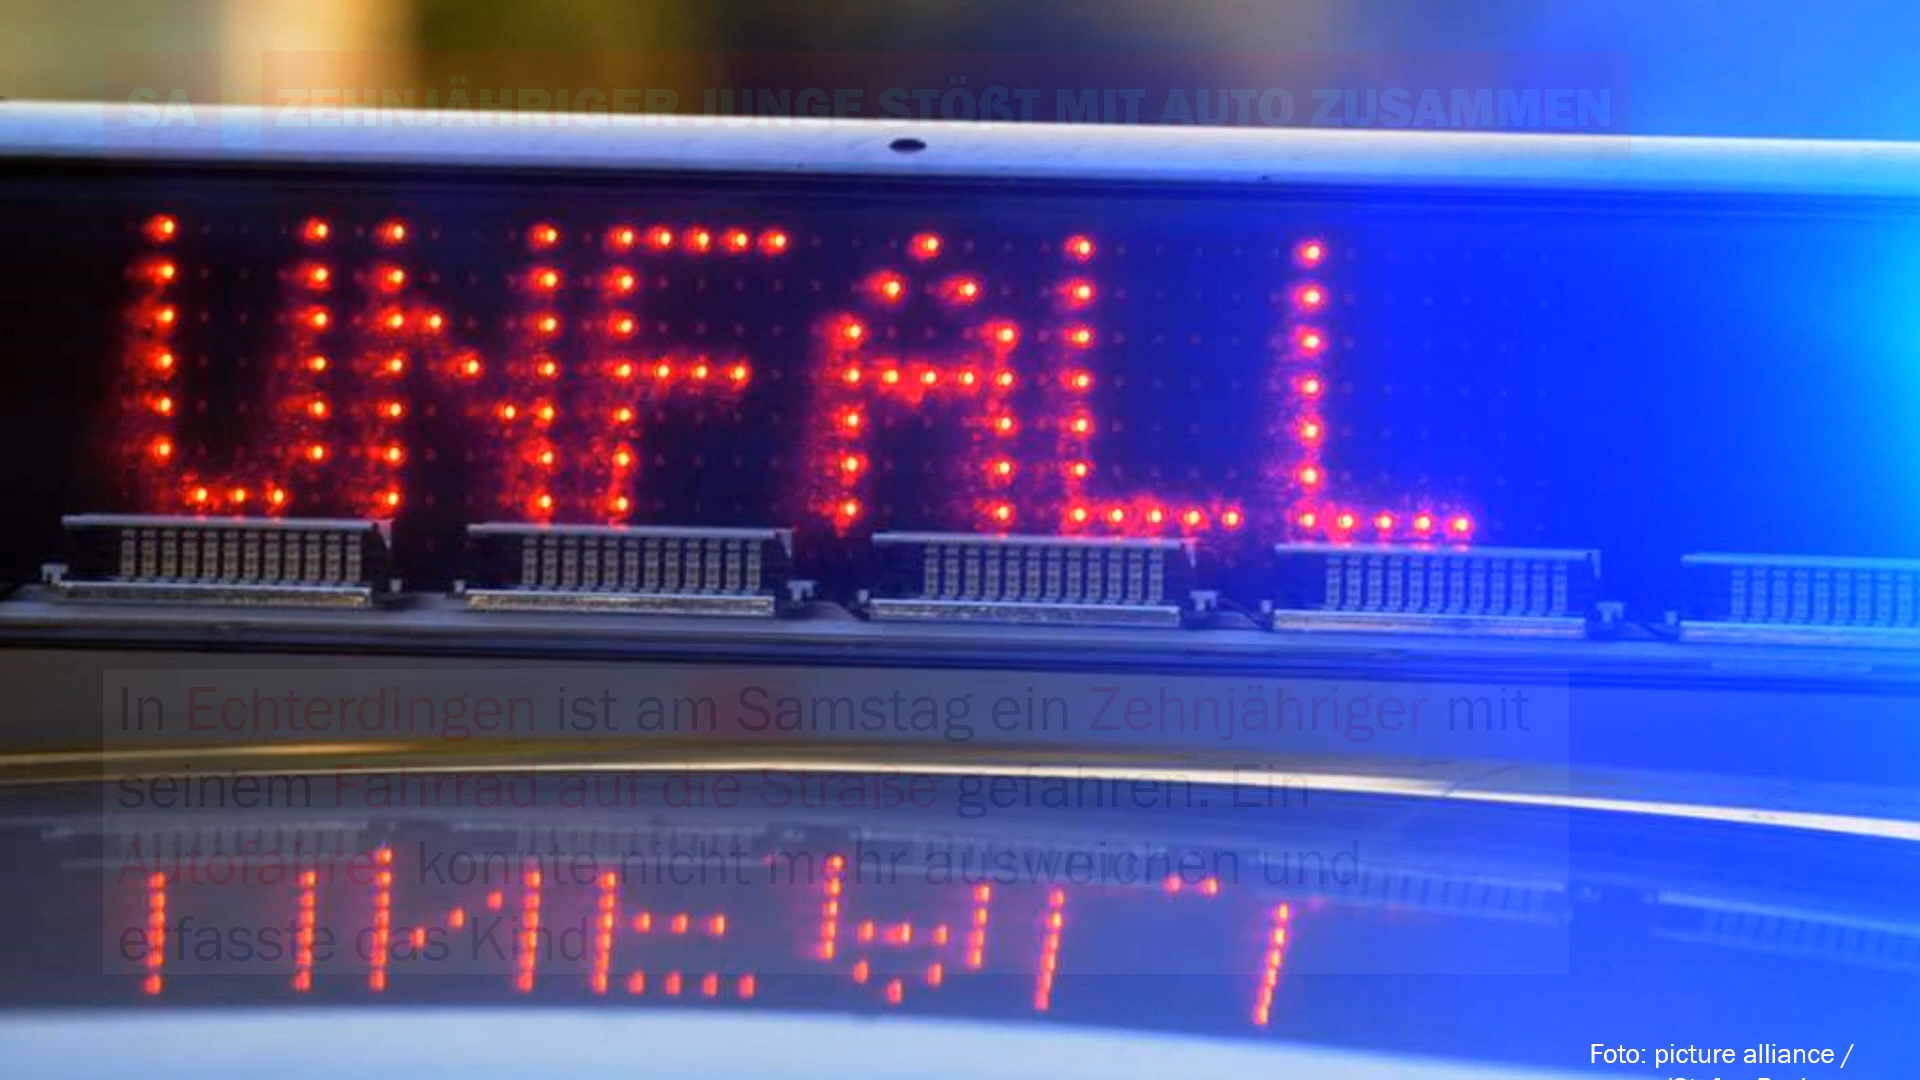 SA ZEHNJÄHRIGER JUNGE STÖẞT MIT AUTO ZUSAMMEN
UNFALL
In Echterdingen ist am Samstag ein Zehnjähriger mit
seinem Fahrrad auf die Straße gefahren. Ein
Autofahrer konnte nicht mehr ausweichen und
erfasste das Kind.
UNFALL
Foto: picture alliance /